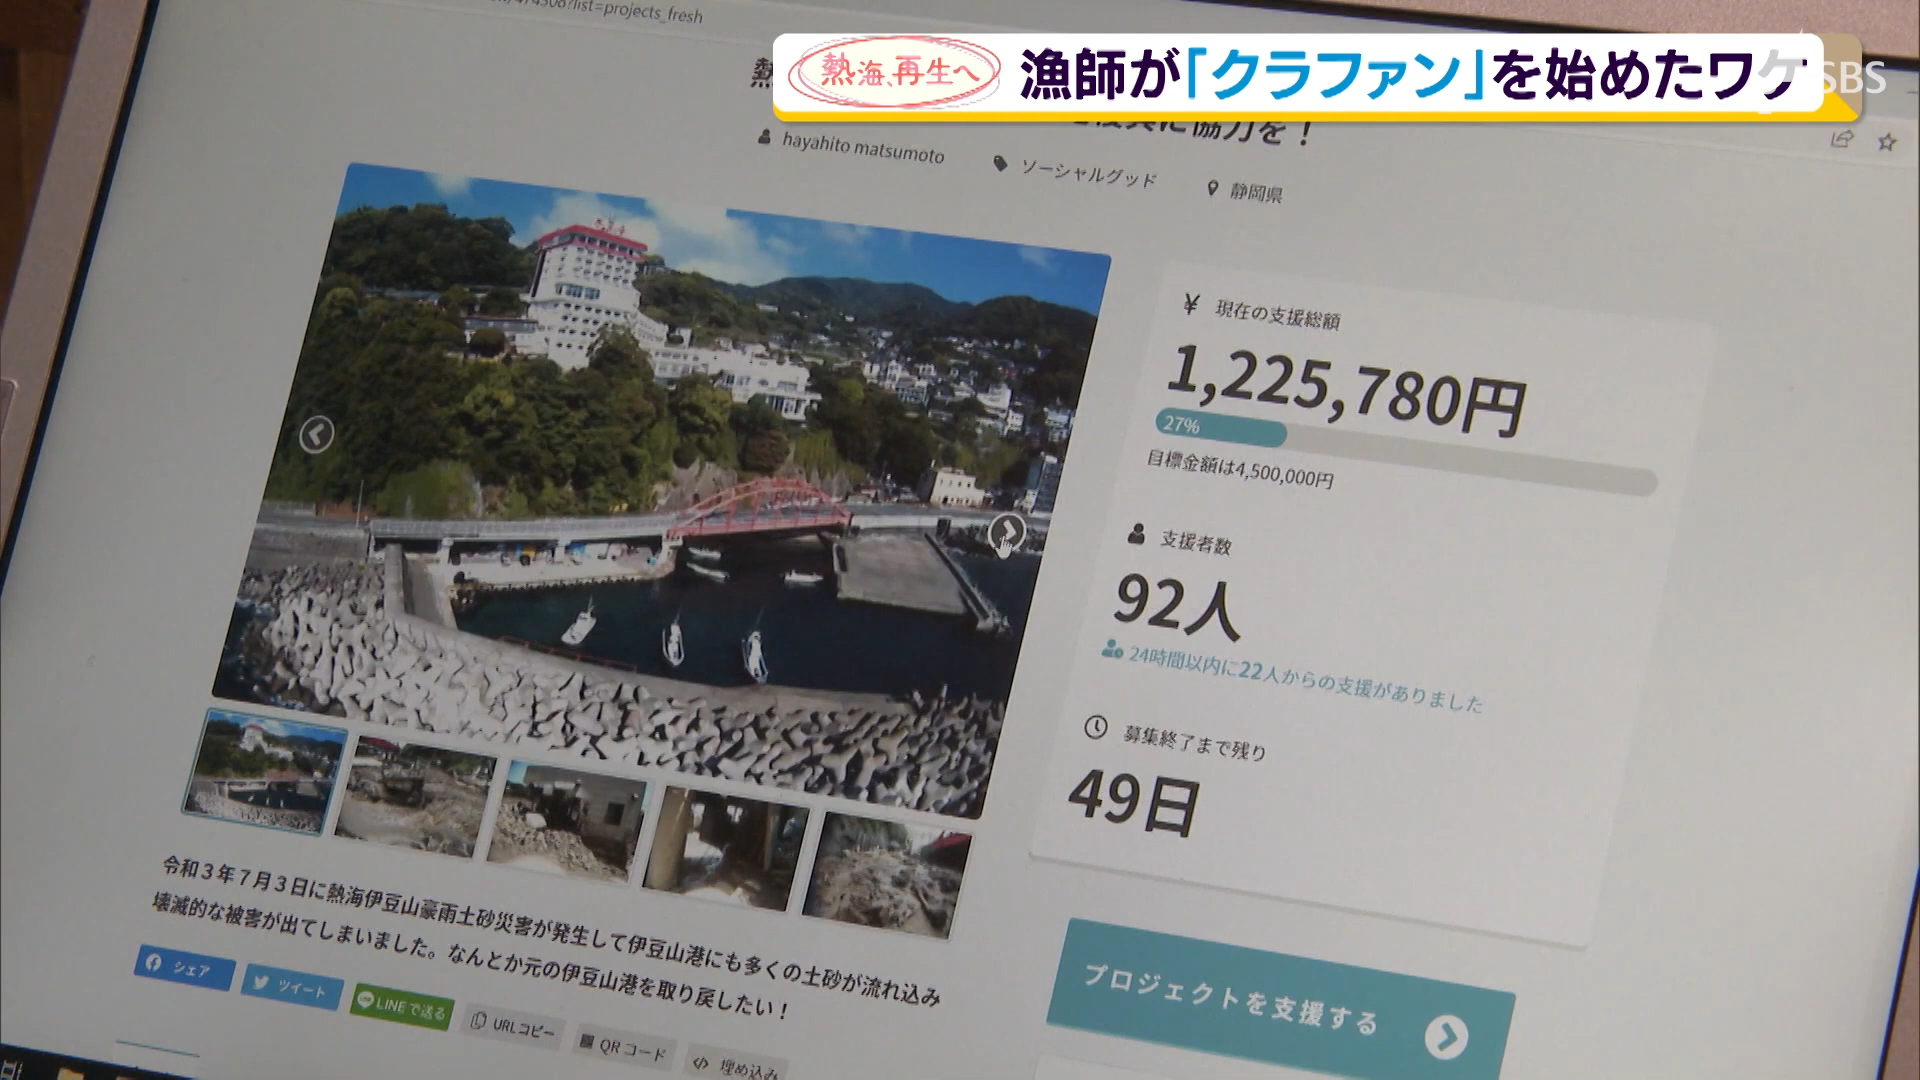 list=projects_fresh
熱海、再生へ
漁師が「クラファン」を始めたワケ
SBS
に協力を！
hayahito matsumoto
ソーシャルグッド
静岡県
¥ 現在の支援総額
1,225,780円
27%
目標金額は4,500,000円
支援者数
92人
24時間以内に22人からの支援がありました
募集終了まで残り
49日
令和３年７月３日に熱海伊豆山豪雨土砂災害が発生して伊豆山港にも多くの土砂が流れ込み
壊滅的な被害が出てしまいました。なんとか元の伊豆山港を取り戻したい！
シェア
ツイート
LINEで送る
URLコピー
QRコード
埋め込み
プロジェクトを支援する